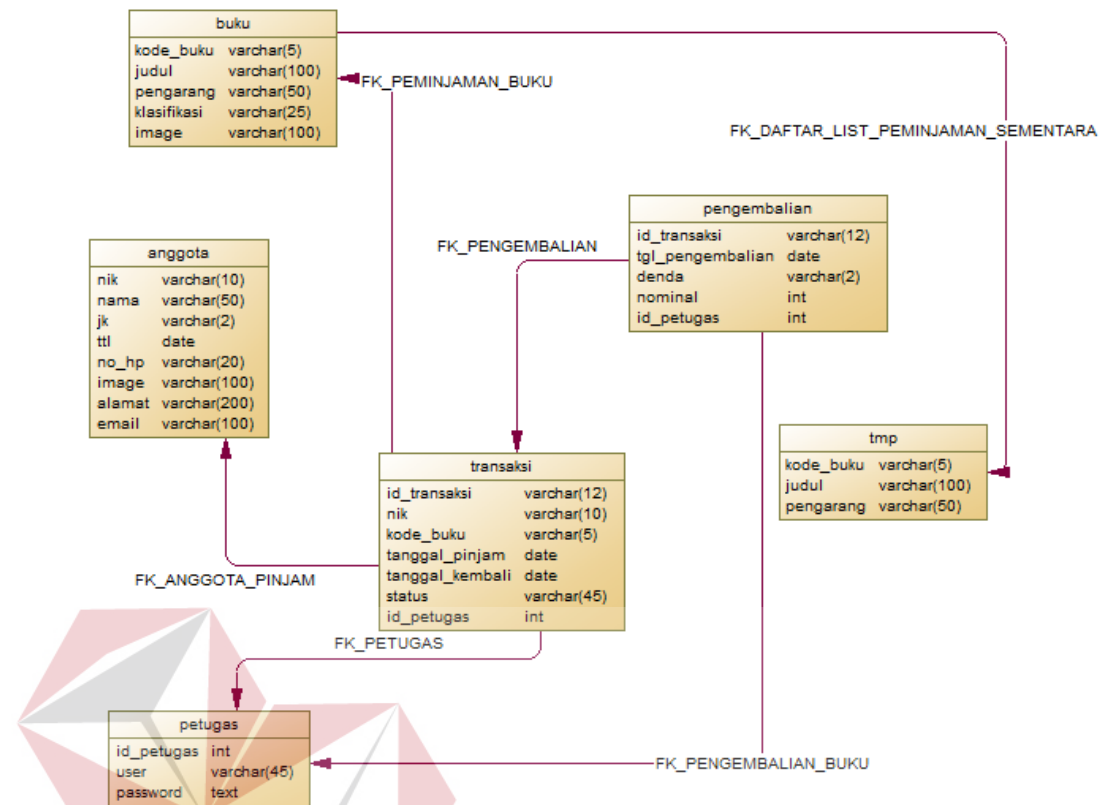 buku
kode_buku varchar(5)
judul varchar(100)
pengarang varchar(50)
klasifikasi varchar(25)
image varchar(100)
FK_PEMINJAMAN_BUKU
FK_DAFTAR_LIST_PEMINJAMAN_SEMENTARA
pengembalian
id_transaksi varchar(12)
tgl_pengembalian date
denda varchar(2)
nominal int
id_petugas int
FK_PENGEMBALIAN
anggota
nik varchar(10)
nama varchar(50)
jk varchar(2)
ttl date
no_hp varchar(20)
image varchar(100)
alamat varchar(200)
email varchar(100)
tmp
kode_buku varchar(5)
judul varchar(100)
pengarang varchar(50)
transaksi
id_transaksi varchar(12)
nik varchar(10)
kode_buku varchar(5)
tanggal_pinjam date
tanggal_kembali date
status varchar(45)
id_petugas int
FK_ANGGOTA_PINJAM
FK_PETUGAS
petugas
id_petugas int
user varchar(45)
password text
FK_PENGEMBALIAN_BUKU